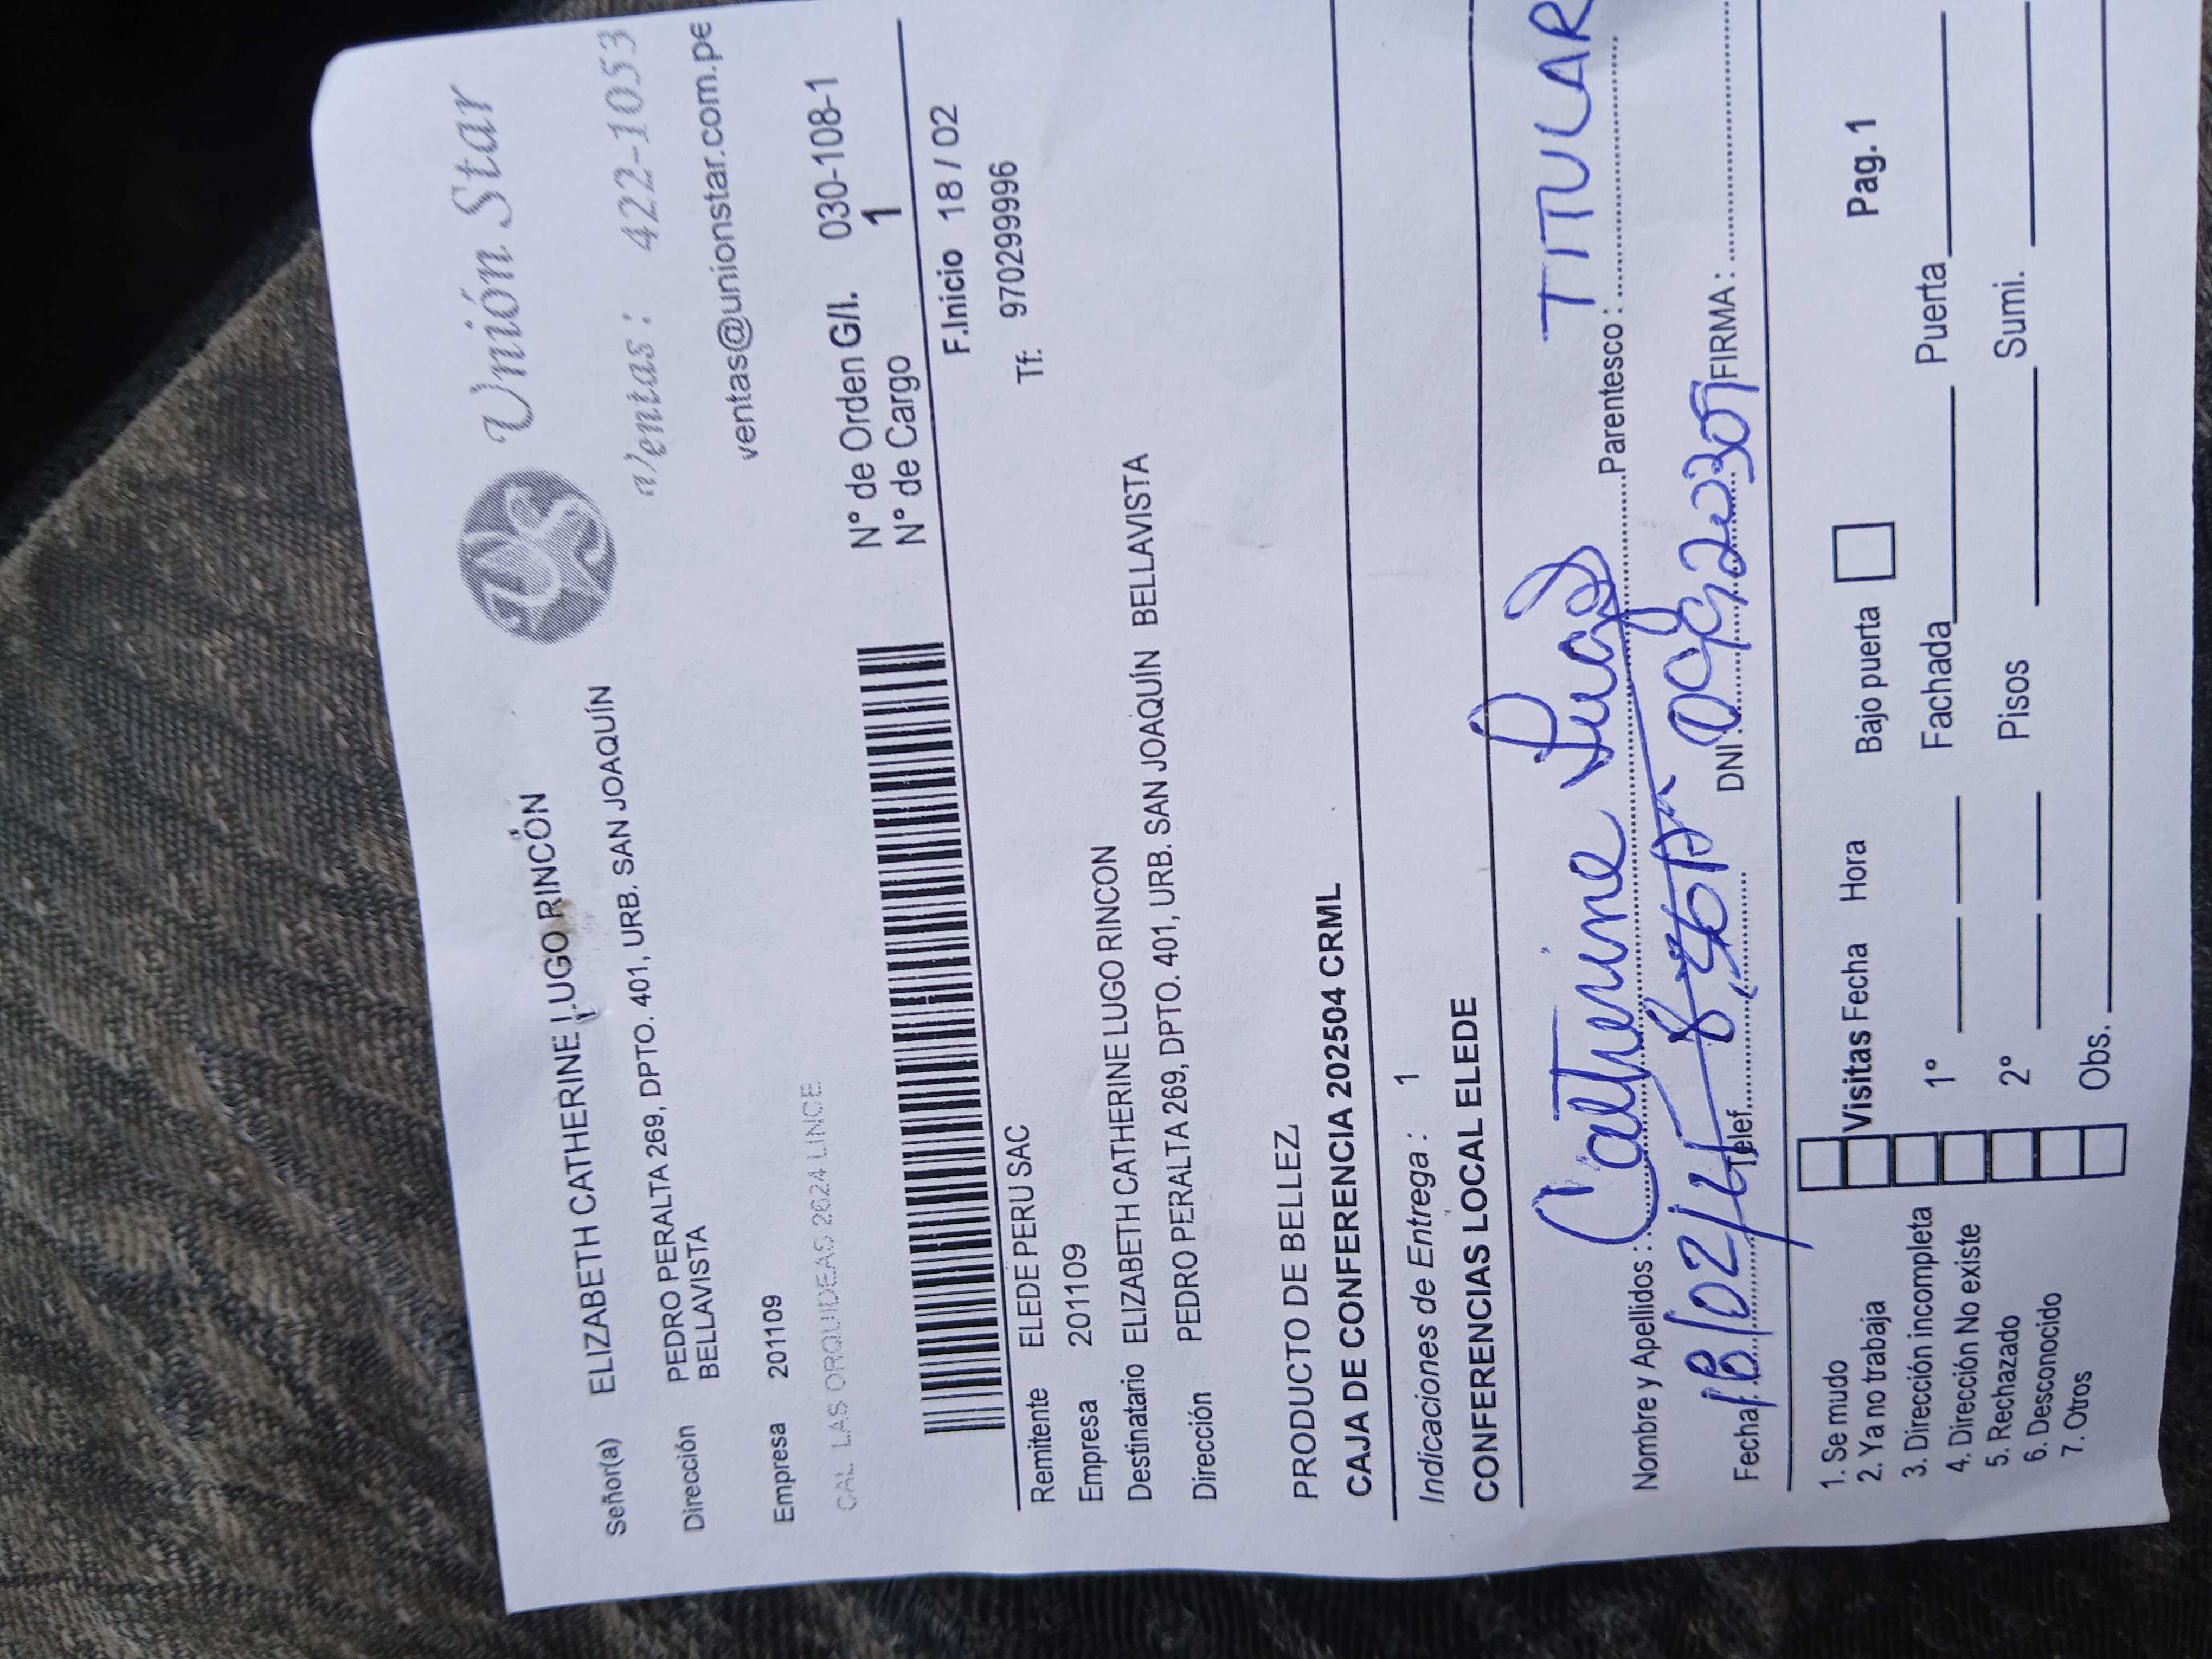 Unión Star
Ventas: 422-1053
ventas@unionstar.com.pe
Señor(a) ELIZABETH CATHERINE LUGO RINCÓN
Dirección PEDRO PERALTA 269, DPTO. 401, URB. SAN JOAQUÍN
BELLAVISTA
Empresa 201109
CAL LAS ORQUIDEAS 2624 LINCE
N° de Orden G/I. 030-108-1
N° de Cargo 1
F.Inicio 18 / 02
Remitente ELEDE PERU SAC
Tf: 970299996
Empresa 201109
Destinatario ELIZABETH CATHERINE LUGO RINCON
Dirección PEDRO PERALTA 269, DPTO. 401, URB. SAN JOAQUÍN BELLAVISTA
PRODUCTO DE BELLEZ
CAJA DE CONFERENCIA 202504 CRML
Indicaciones de Entrega : 1
CONFERENCIAS LOCAL ELEDE
Nombre y Apellidos : Catherine Lugo Parentesco : TITULAR
Fecha Telef DNI FIRMA :
1. Se mudo
2. Ya no trabaja
3. Dirección incompleta
4. Dirección No existe
5. Rechazado
6. Desconocido
7. Otros
Visitas Fecha Hora Bajo puerta Pag. 1
1° Fachada Puerta
2° Pisos Sumi.
Obs.